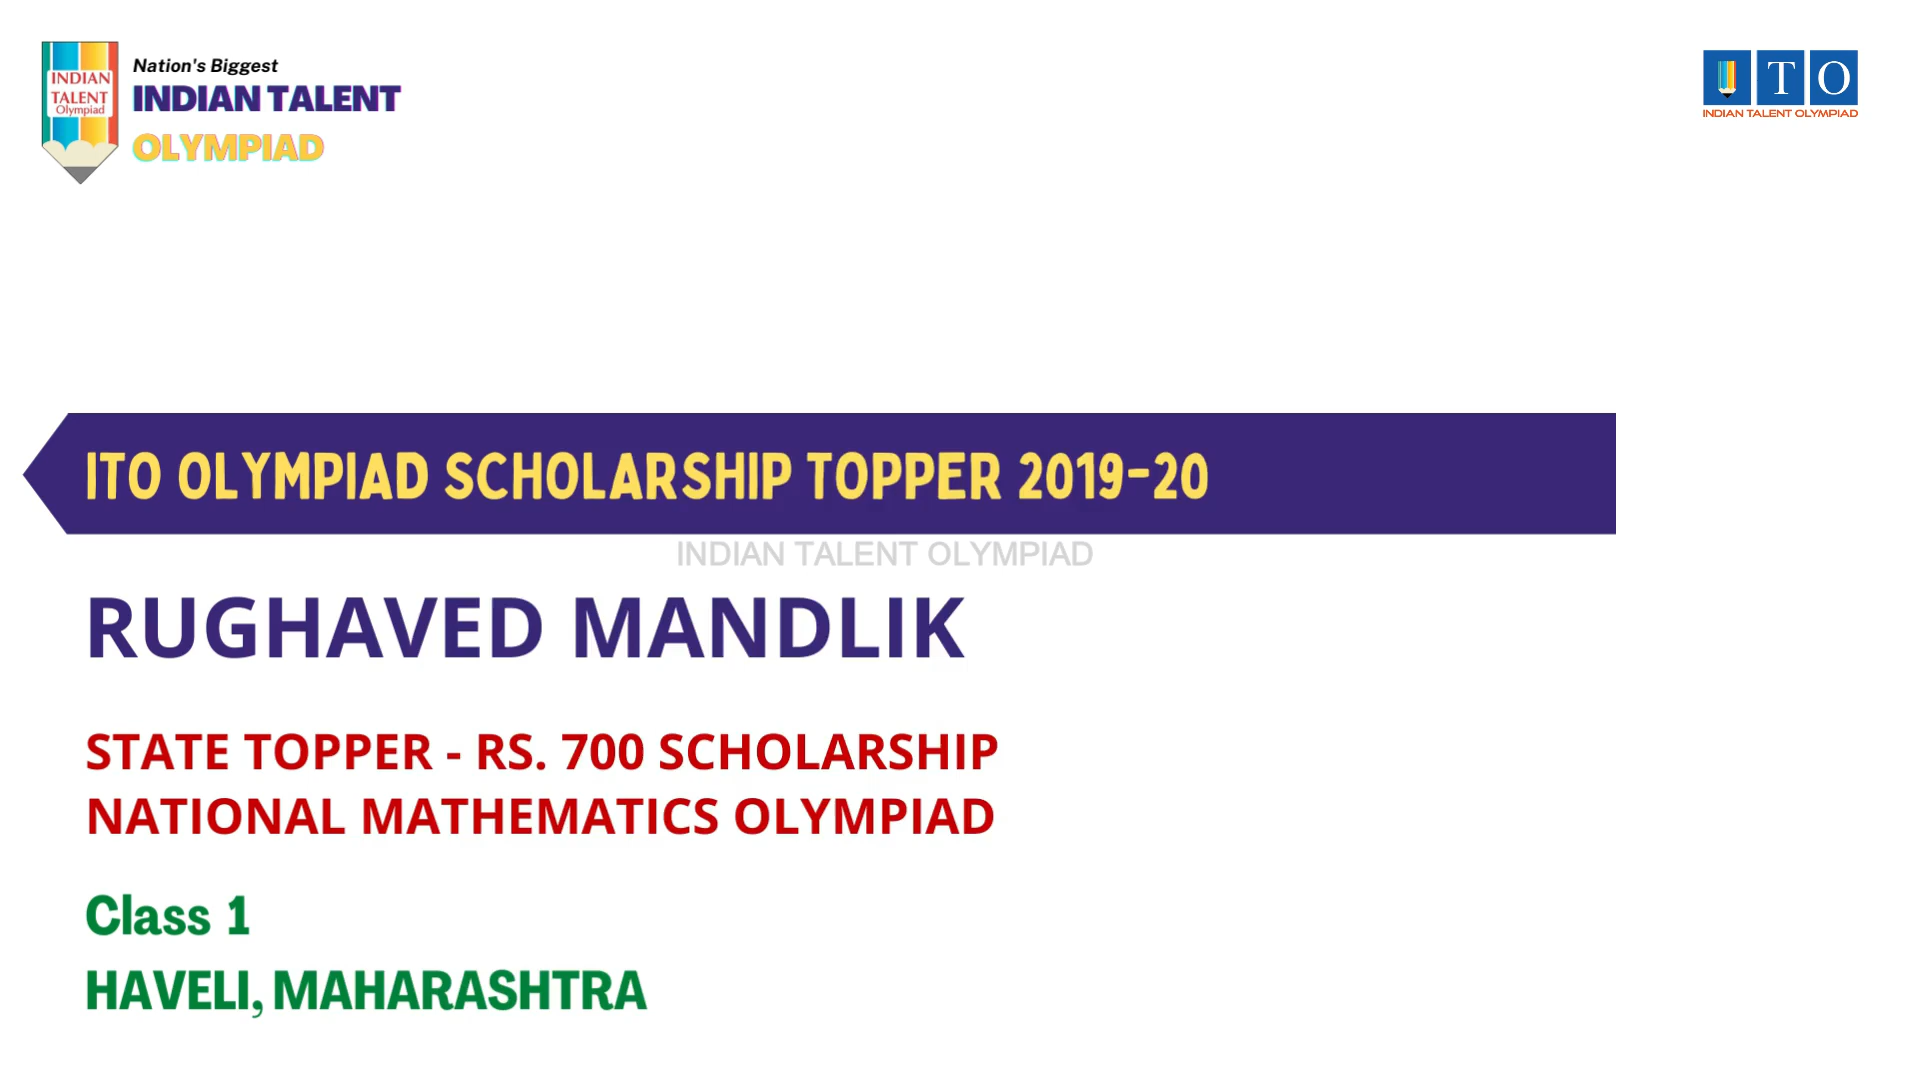 INDIAN
TALENT
Olympiad
Nation's Biggest
INDIAN TALENT
OLYMPIAD
TO
INDIAN TALENT OLYMPIAD
ITO OLYMPIAD SCHOLARSHIP TOPPER 2019-20
INDIAN TALENT OLYMPIAD
RUGHAVED MANDLIK
STATE TOPPER - RS. 700 SCHOLARSHIP
NATIONAL MATHEMATICS OLYMPIAD
Class 1
HAVELI, MAHARASHTRA